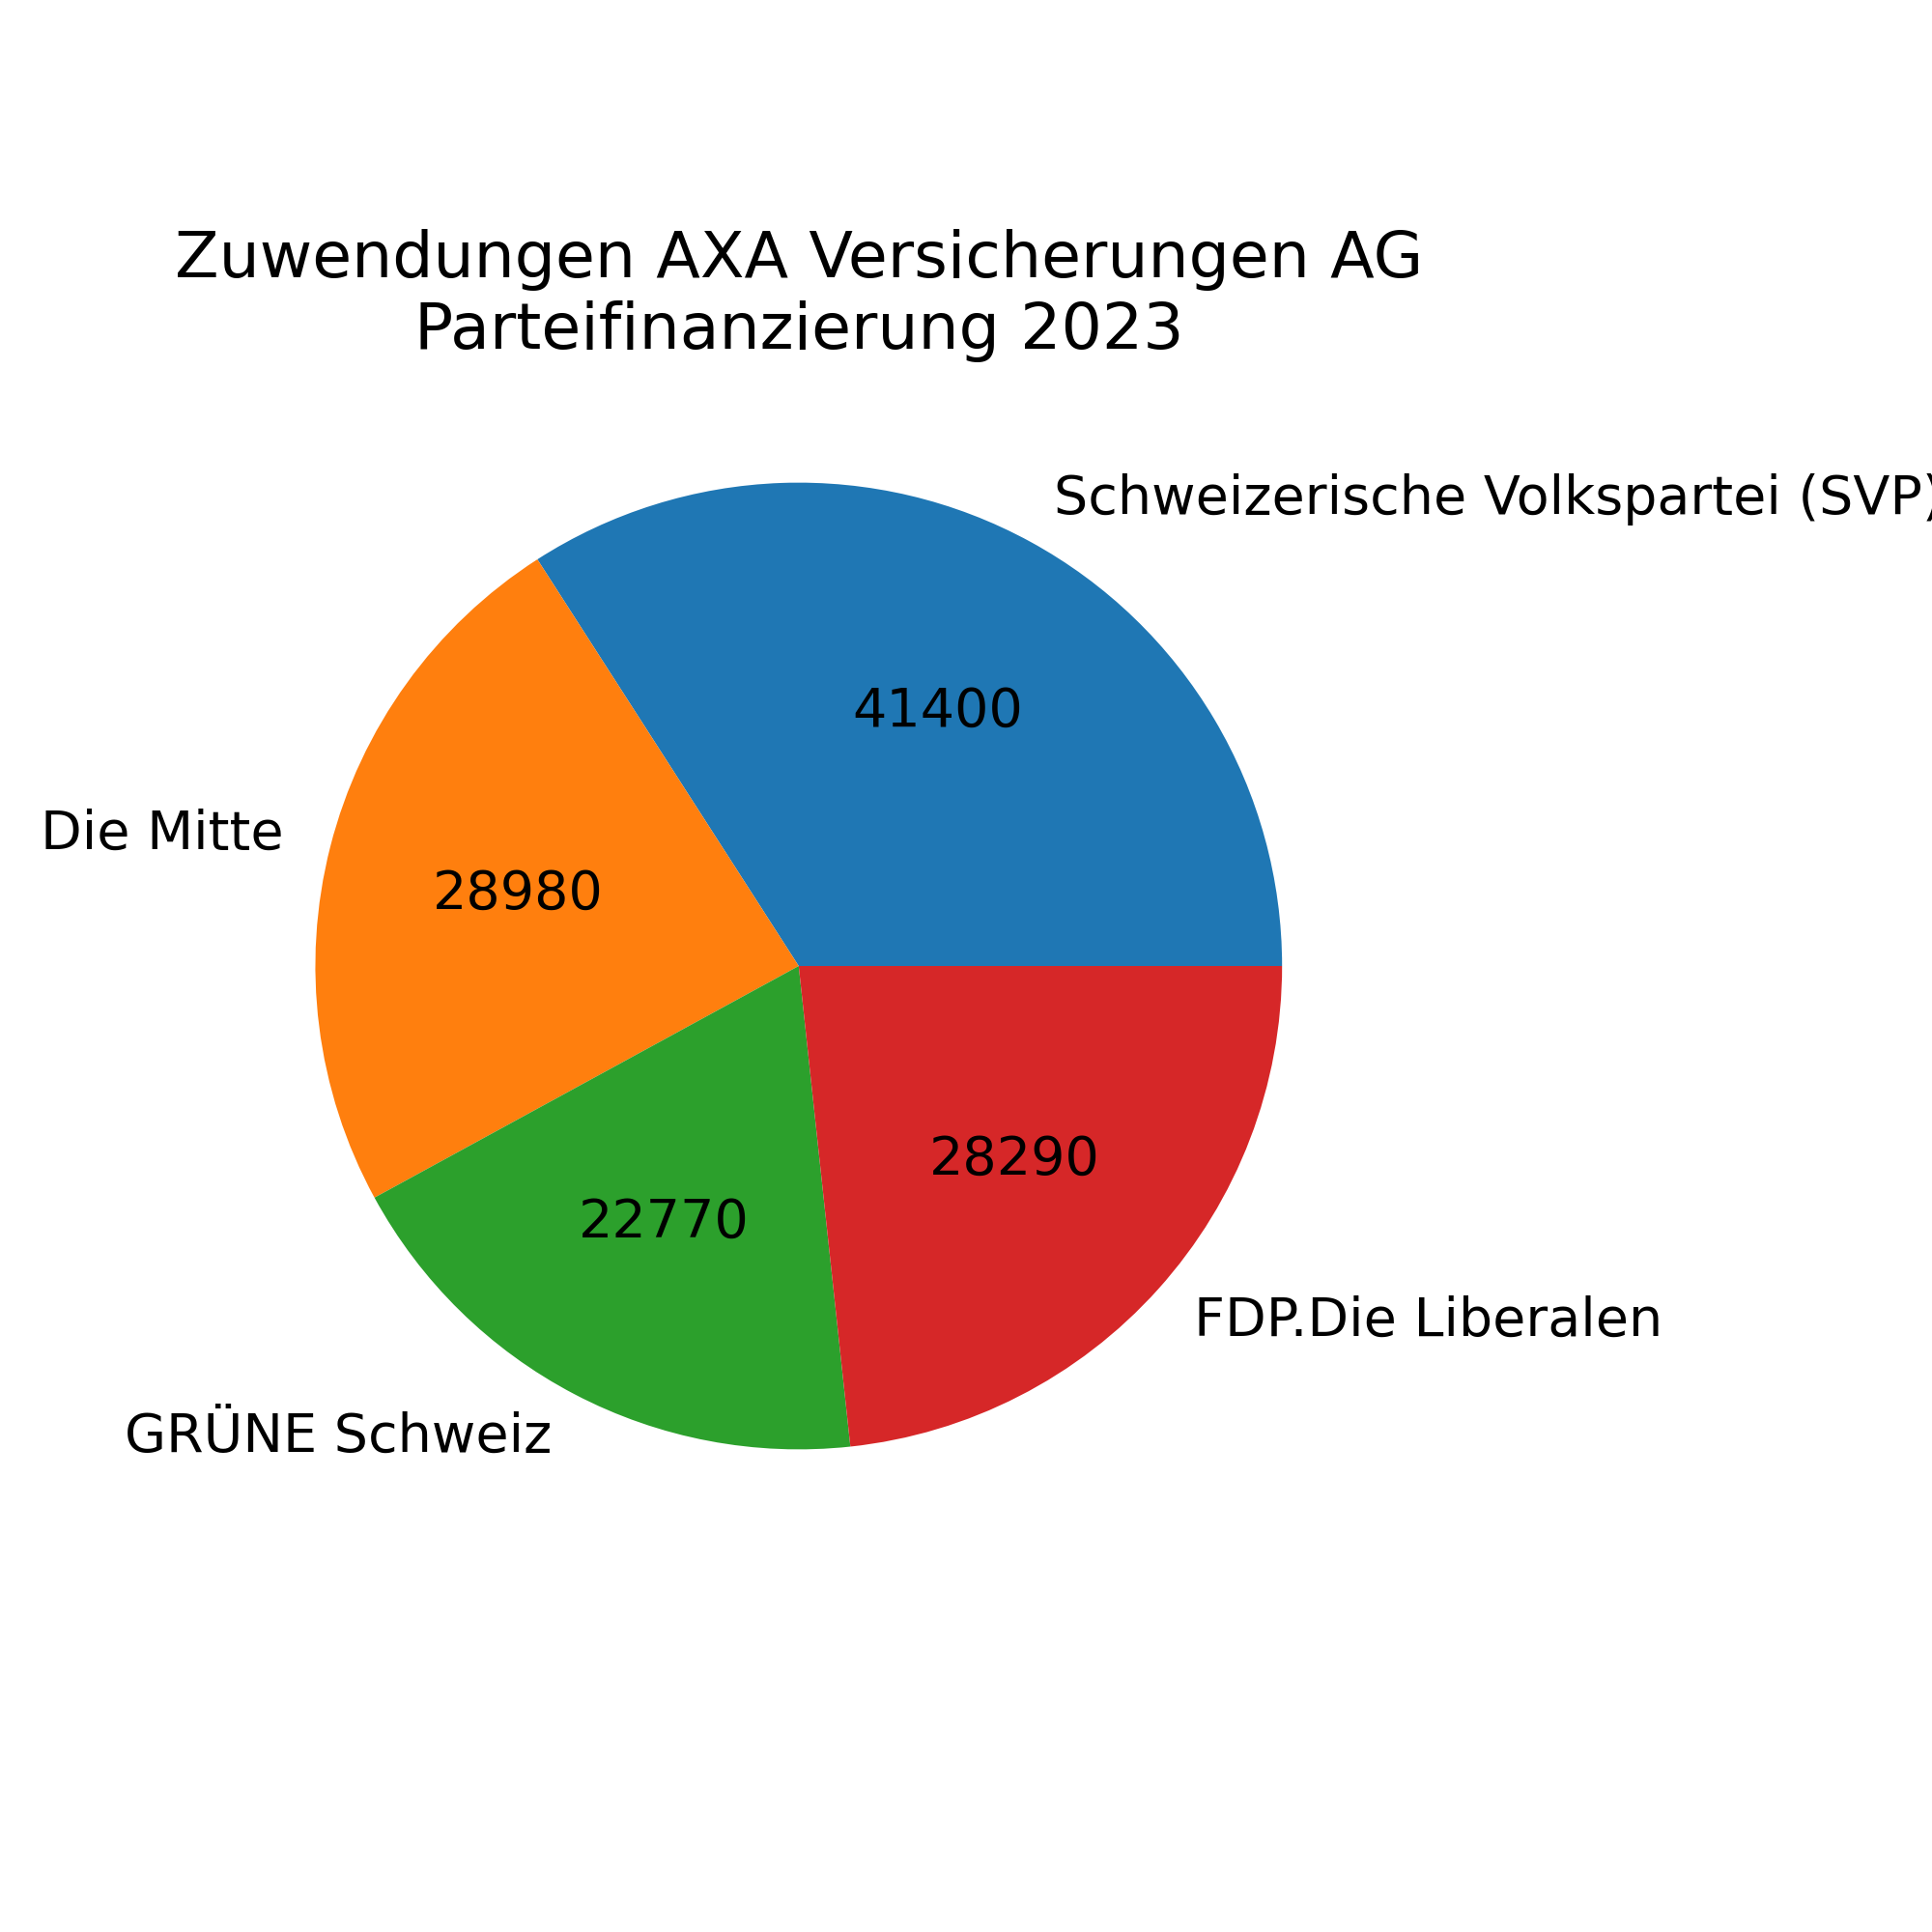 Zuwendungen AXA Versicherungen AG
Parteifinanzierung 2023
Schweizerische Volkspartei (SVP)
41400
Die Mitte
28980
28290
22770
FDP.Die Liberalen
GRÜNE Schweiz